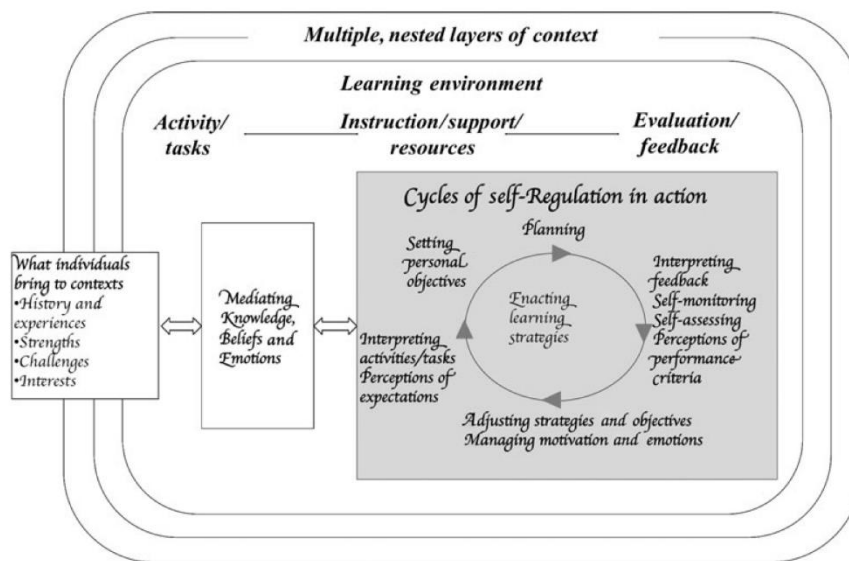 Multiple, nested layers of context
Learning environment
Activity/
tasks
Instruction/support/
resources
Evaluation/
feedback
What individuals
bring to contexts
•History and
experiences
•Strengths
•Challenges
•Interests
Mediating
Knowledge,
Beliefs and
Emotions
Cycles of self-Regulation in action
Planning
Setting
personal
objectives
Enacting
learning
strategies
Interpreting
feedback
Self-monitoring
Self-assessing
Perceptions of
performance
criteria
Interpreting
activities/tasks
Perceptions of
expectations
Adjusting strategies and objectives
Managing motivation and emotions